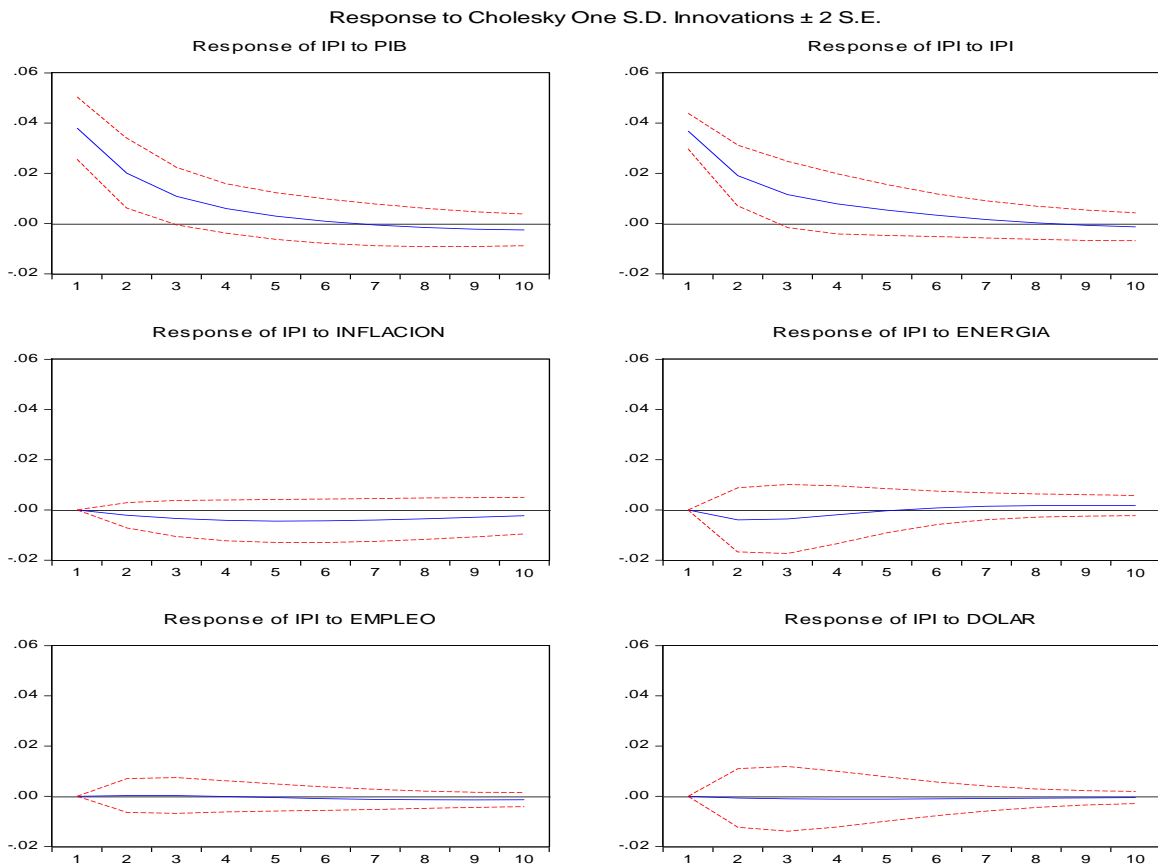 Response to Cholesky One S.D. Innovations ± 2 S.E.
Response of IPI to PIB
.06
.04
.02
.00
-.02
1 2 3 4 5 6 7 8 9 10
Response of IPI to IPI
.06
.04
.02
.00
-.02
1 2 3 4 5 6 7 8 9 10
Response of IPI to INFLACION
.06
.04
.02
.00
-.02
1 2 3 4 5 6 7 8 9 10
Response of IPI to ENERGIA
.06
.04
.02
.00
-.02
1 2 3 4 5 6 7 8 9 10
Response of IPI to EMPLEO
.06
.04
.02
.00
-.02
1 2 3 4 5 6 7 8 9 10
Response of IPI to DOLAR
.06
.04
.02
.00
-.02
1 2 3 4 5 6 7 8 9 10